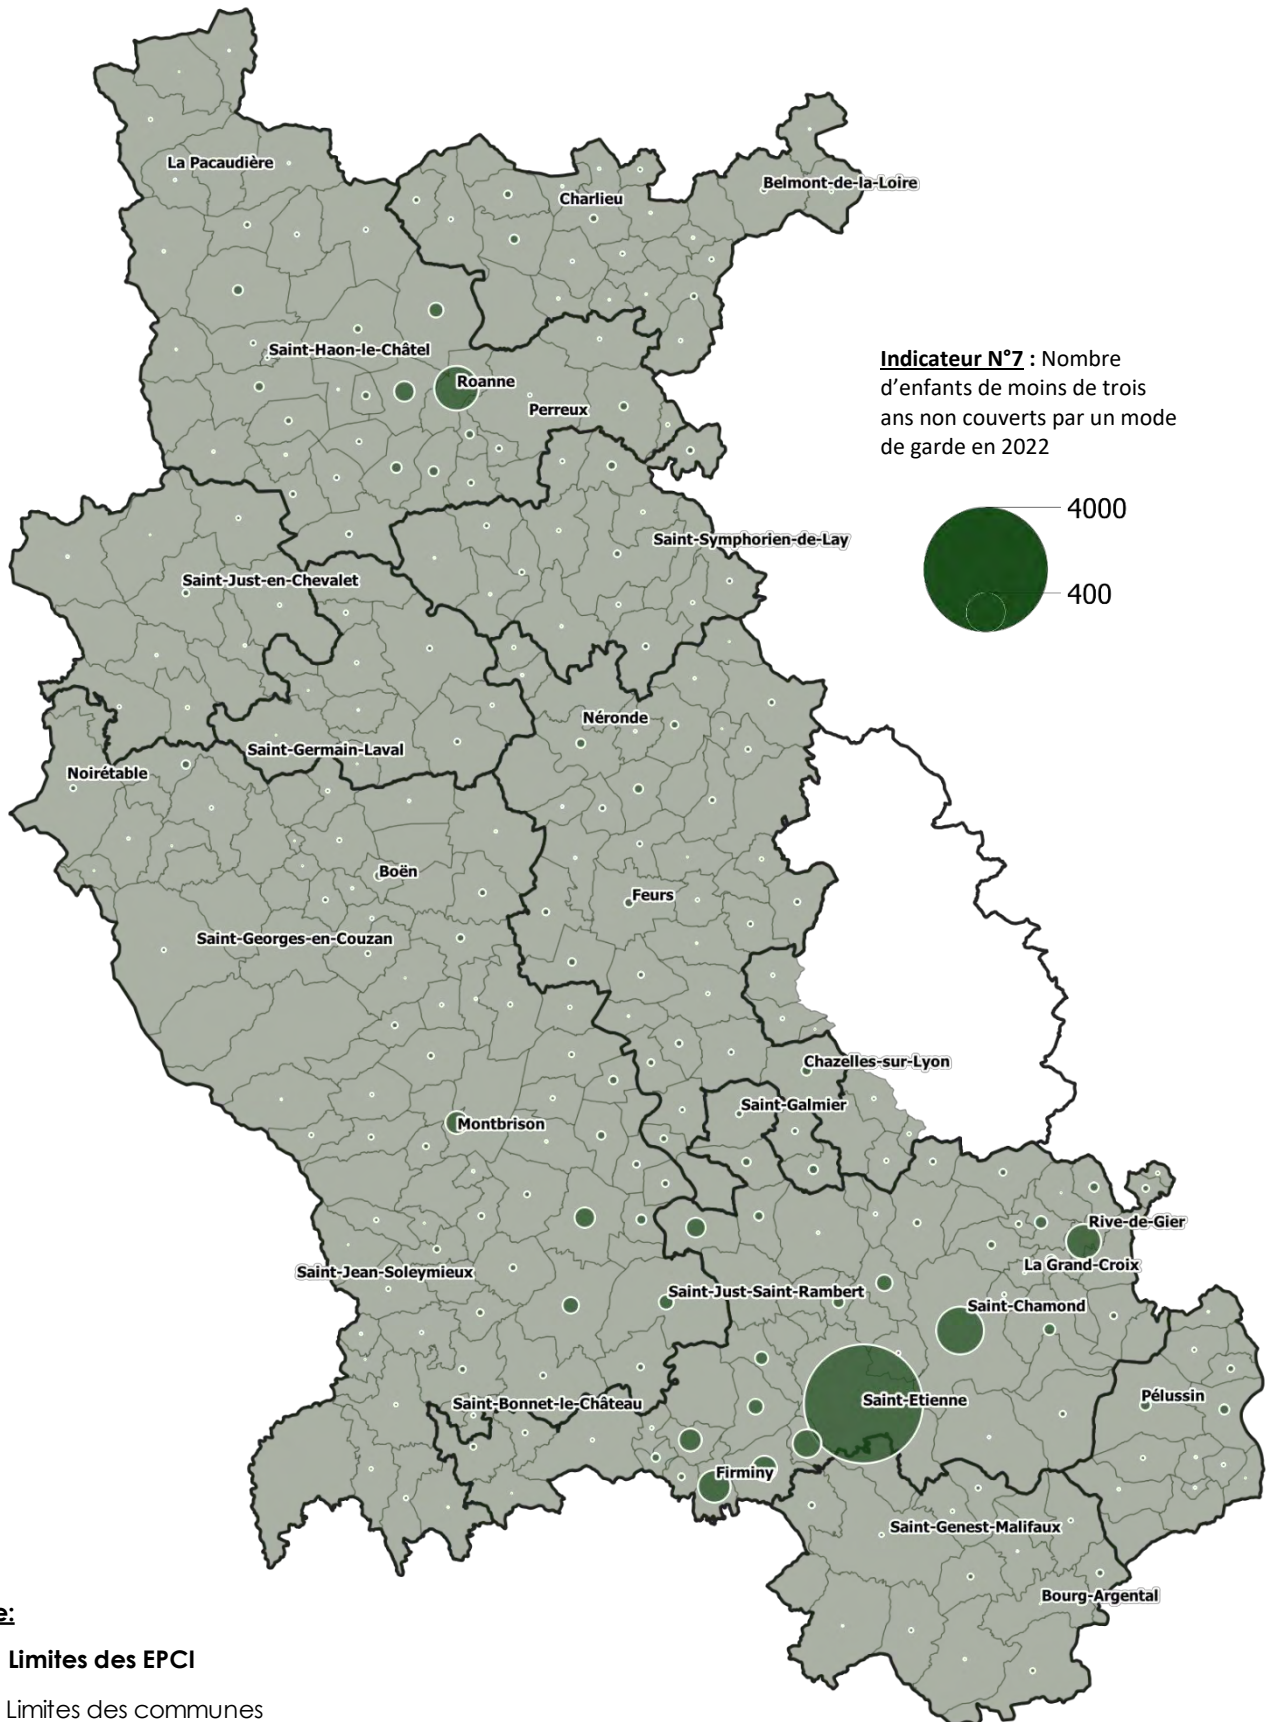 La Pacaudière
Belmont-de-la-Loire
Charlieu
Saint-Haon-le-Châtel
Roanne
Perreux
Indicateur N°7 : Nombre
d'enfants de moins de trois
ans non couverts par un mode
de garde en 2022
4000
400
Saint-Symphorien-de-Lay
Saint-Just-en-Chevalet
Néronde
Saint-Germain-Laval
Noirétable
Boën
Feurs
Saint-Georges-en-Couzan
Chazelles-sur-Lyon
Saint-Galmier
Montbrison
Rive-de-Gier
La Grand-Croix
Saint-Jean-Soleymieux
Saint-Just-Saint-Rambert
Saint-Chamond
Pélussin
Saint-Etienne
Saint-Bonnet-le-Château
Firminy
Saint-Genest-Malifaux
Bourg-Argental
e:
Limites des EPCI
Limites des communes